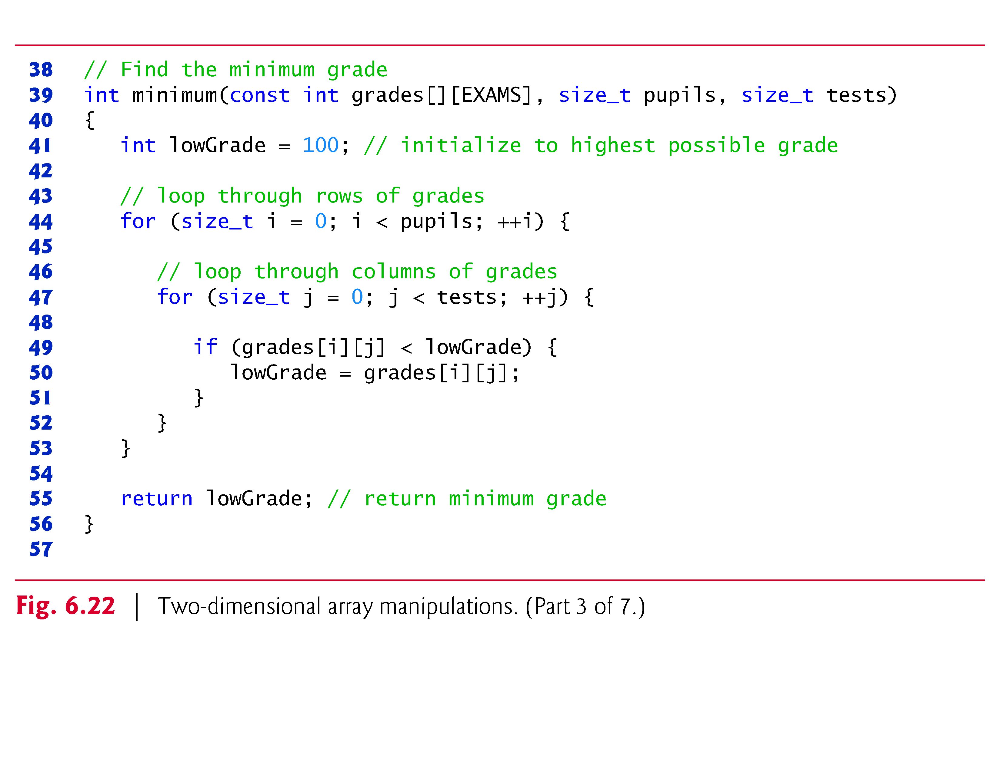 38 // Find the minimum grade
39 int minimum(const int grades[][EXAMS], size_t pupils, size_t tests)
40 {
41    int lowGrade = 100; // initialize to highest possible grade
42
43    // loop through rows of grades
44    for (size_t i = 0; i < pupils; ++i) {
45
46       // loop through columns of grades
47       for (size_t j = 0; j < tests; ++j) {
48
49          if (grades[i][j] < lowGrade) {
50             lowGrade = grades[i][j];
51          }
52       }
53    }
54
55    return lowGrade; // return minimum grade
56 }
57
Fig. 6.22 | Two-dimensional array manipulations. (Part 3 of 7.)